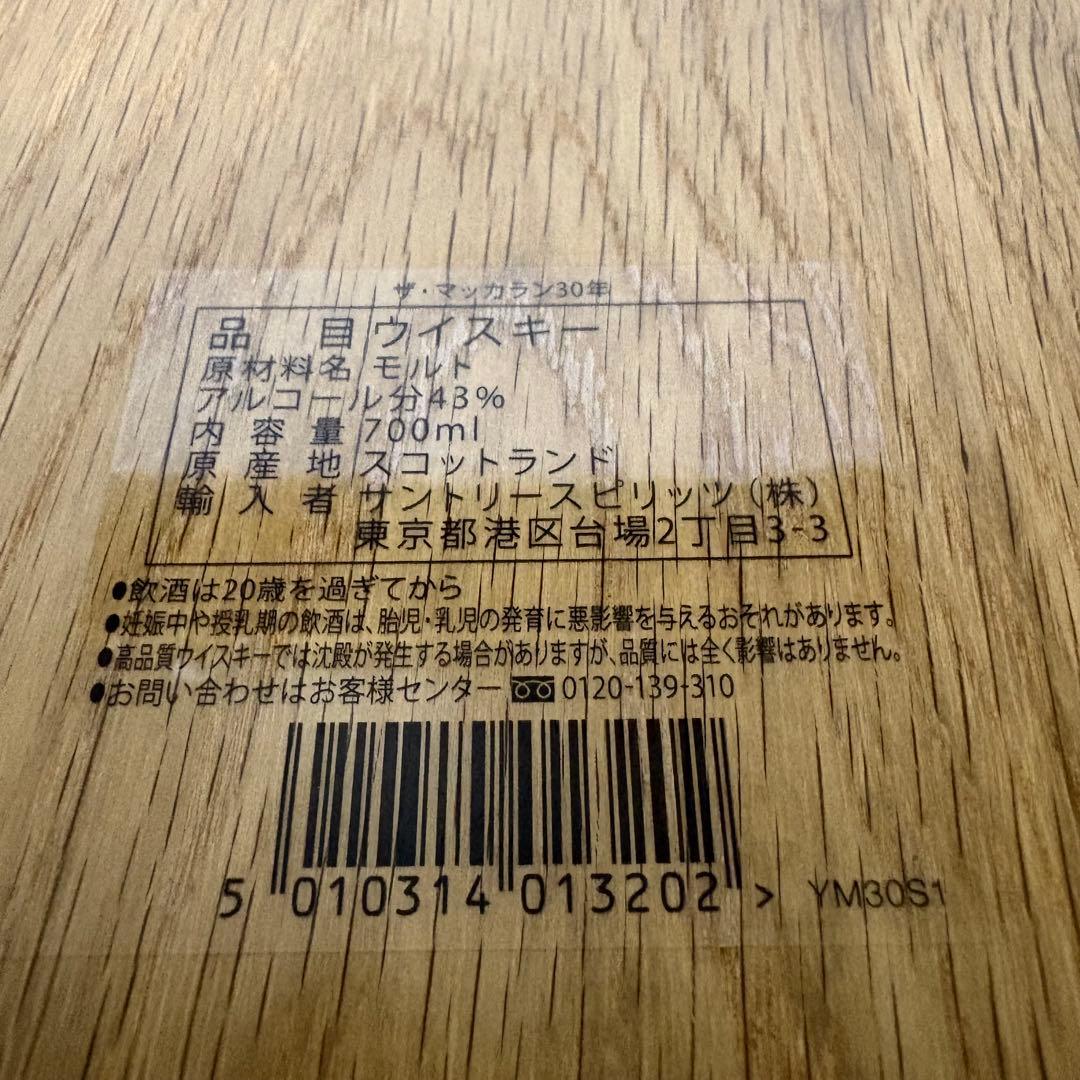 ザ・マッカラン30年
品目 ウイスキー
原材料名 モルト
アルコール分 43%
内容量 700ml
原産地 スコットランド
輸入者 サントリースピリッツ(株)
東京都港区台場2丁目3-3
●飲酒は20歳を過ぎてから
●妊娠中や授乳期の飲酒は、胎児・乳児の発育に悪影響を与えるおそれがあります。
●高品質ウイスキーでは沈殿が発生する場合がありますが、品質には全く影響はありません。
●お問い合わせはお客様センター 0120-139-310
5 010314 013202 > YM30S1